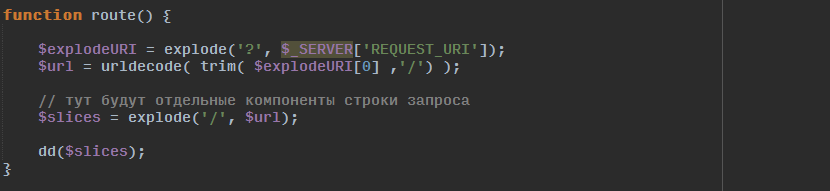 function route() {
$explodeURI = explode('?', $_SERVER['REQUEST_URI']);
$url = urldecode( trim( $explodeURI[0] ,'/') );
// тут будут отдельные компоненты строки запроса
$slices = explode('/', $url);
dd($slices);
}